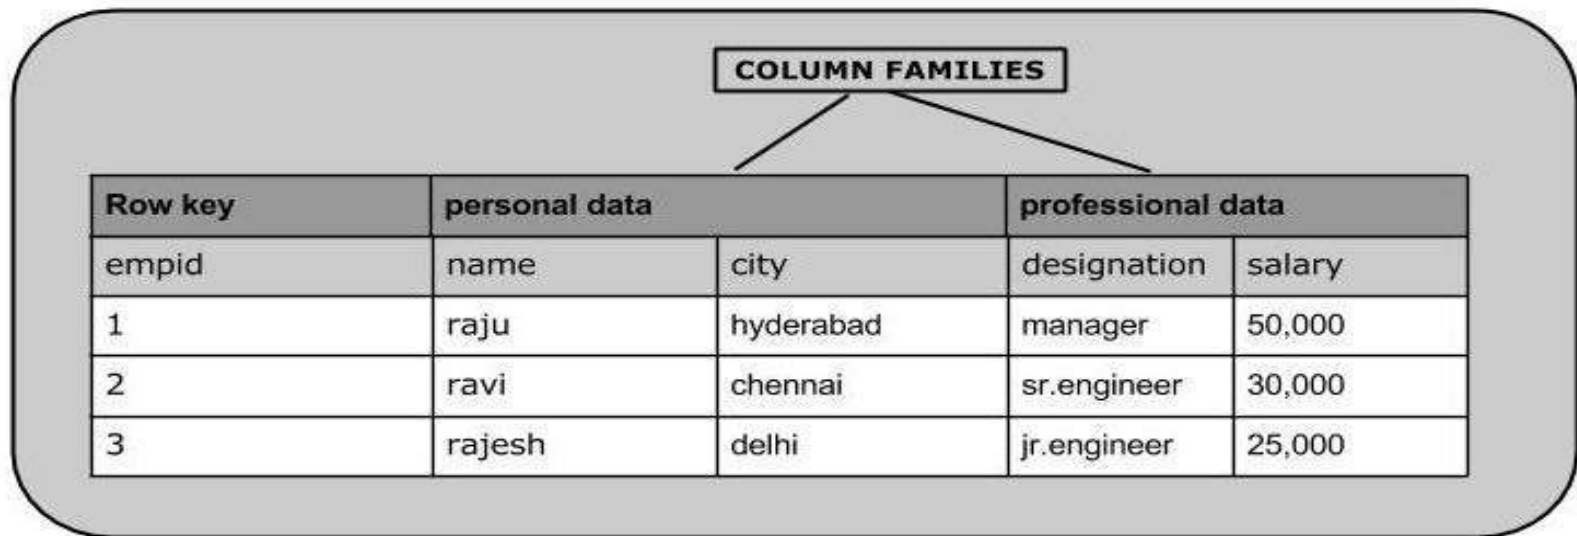 COLUMN FAMILIES
Row key personal data professional data
empid name city designation salary
1 raju hyderabad manager 50,000
2 ravi chennai sr.engineer 30,000
3 rajesh delhi jr.engineer 25,000